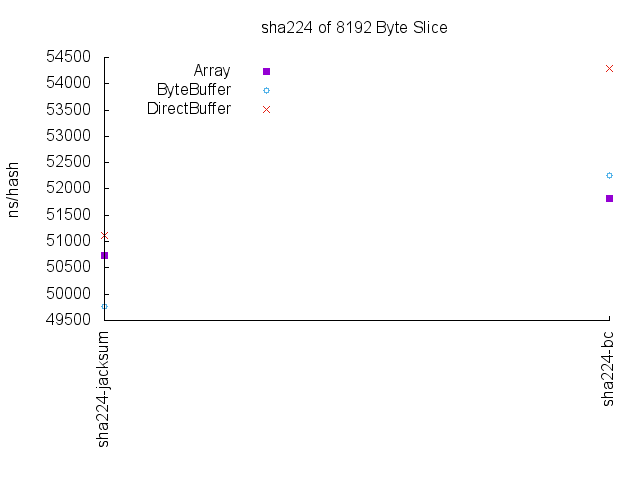 sha224 of 8192 Byte Slice
54500
54000
53500
53000
52500
52000
51500
51000
50500
50000
49500
ns/hash
Array
ByteBuffer
DirectBuffer
sha224-jacksum
sha224-bc